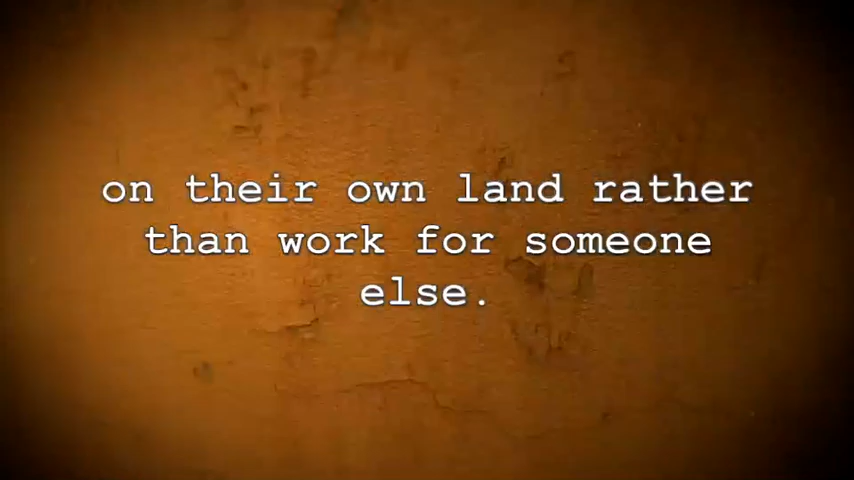 on their own land rather
than work for someone
else.